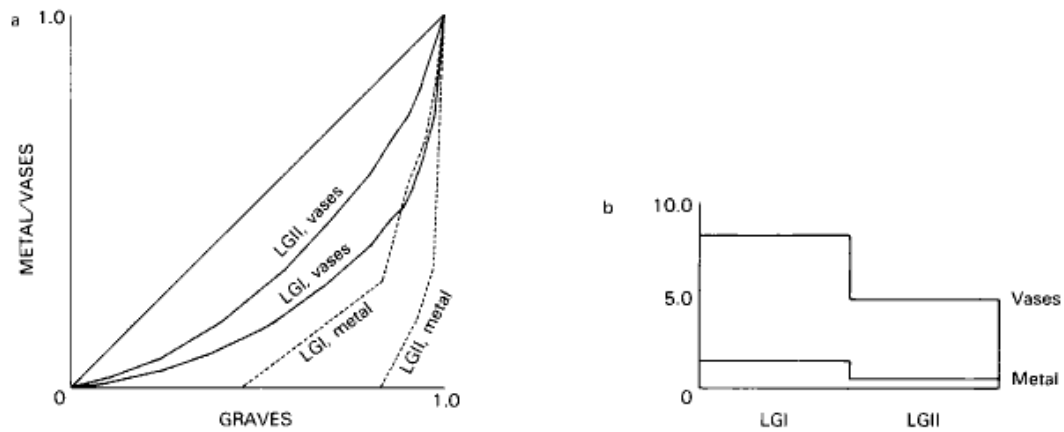 a
1.0
METAL/VASES
LGII, vases
LGI, vases
LGI, metal
LGII, metal
0
1.0
GRAVES
b
10.0
5.0
0
Vases
Metal
LGI
LGII